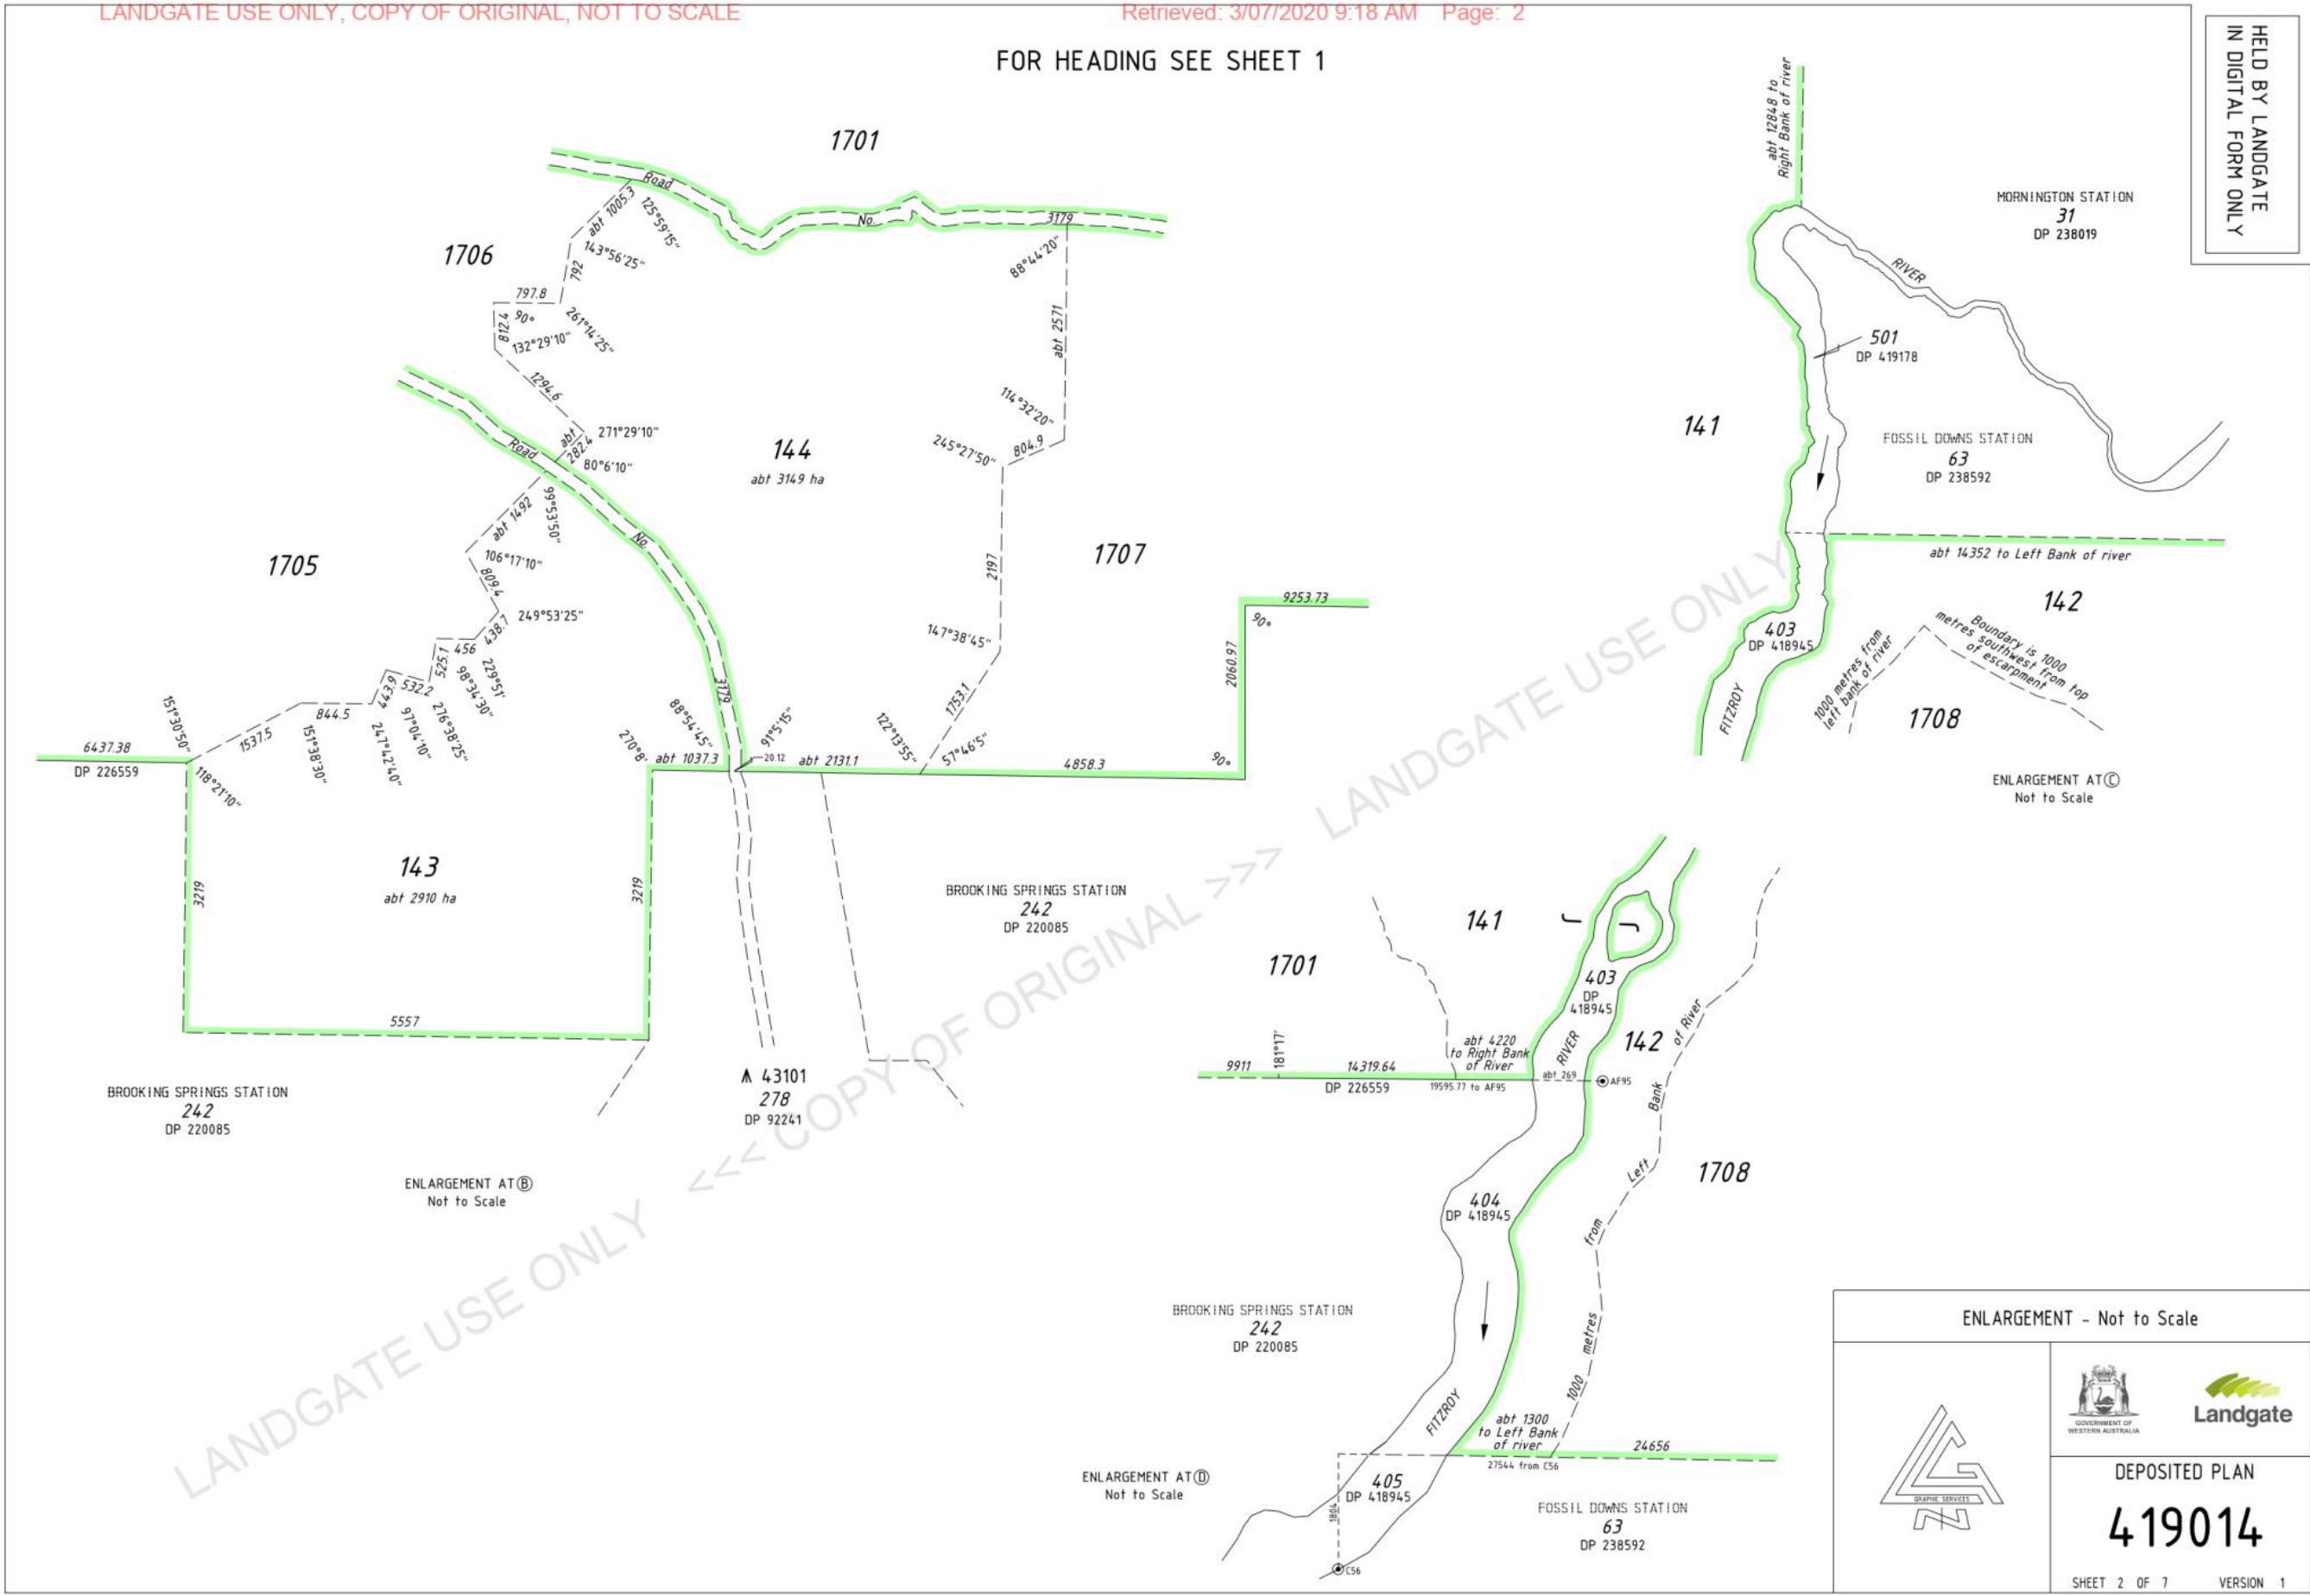 LANDGATE USE ONLY, COPY OF ORIGINAL, NOT TO SCALE
Retrieved: 3/07/2020 9:18 AM Page: 2
FOR HEADING SEE SHEET 1
HELD BY LANDGATE
IN DIGITAL FORM ONLY
1701
Road
No.
3179
abt 1005.3
125°59'15"
143°56'25"
792
1706
797.8
90°
812.4
261°14'25"
132°29'10"
1294.6
88°44'20"
abt 2571
114°32'20"
245°27'50"
804.9
271°29'10"
abt
282.4
80°6'10"
Road
No.
3179
144
abt 3149 ha
abt 1492
99°53'50"
106°17'10"
809.4
249°53'25"
438.7
456
229°51'
525.1
98°34'30"
532.2
276°38'25"
443.9
97°04'10"
247°42'40"
844.5
151°38'30"
1537.5
151°30'50"
118°21'10"
1705
1707
2197
147°38'45"
1753.1
122°13'55"
57°46'5"
9253.73
90°
2060.97
90°
6437.38
DP 226559
270°8'
abt 1037.3
88°54'45"
91°5'15"
20.12
abt 2131.1
4858.3
143
abt 2910 ha
3219
3219
5557
BROOKING SPRINGS STATION
242
DP 220085
BROOKING SPRINGS STATION
242
DP 220085
43101
278
DP 92241
ENLARGEMENT AT Ⓑ
Not to Scale
abt 12848 to
Right Bank of river
MORNINGTON STATION
31
DP 238019
RIVER
501
DP 419178
141
FOSSIL DOWNS STATION
63
DP 238592
abt 14352 to Left Bank of river
142
403
DP 418945
FITZROY
1000 metres from
left bank of river
Boundary is 1000
metres southwest from top
of escarpment
1708
ENLARGEMENT AT Ⓒ
Not to Scale
141
1701
403
DP
418945
RIVER
142
abt 4220
to Right Bank
of River
9911
181°17'
14319.64
DP 226559
19595.77 to AF95
abt 269
AF95
1000 metres from Left Bank of River
1708
404
DP 418945
BROOKING SPRINGS STATION
242
DP 220085
FITZROY
abt 1300
to Left Bank
of river
24656
27544 from C56
405
DP 418945
1804
C56
FOSSIL DOWNS STATION
63
DP 238592
ENLARGEMENT AT Ⓓ
Not to Scale
LANDGATE USE ONLY <<< COPY OF ORIGINAL >>> LANDGATE USE ONLY
ENLARGEMENT - Not to Scale
GRAPHIC SERVICES
GOVERNMENT OF
WESTERN AUSTRALIA
Landgate
DEPOSITED PLAN
419014
SHEET 2 OF 7 VERSION 1